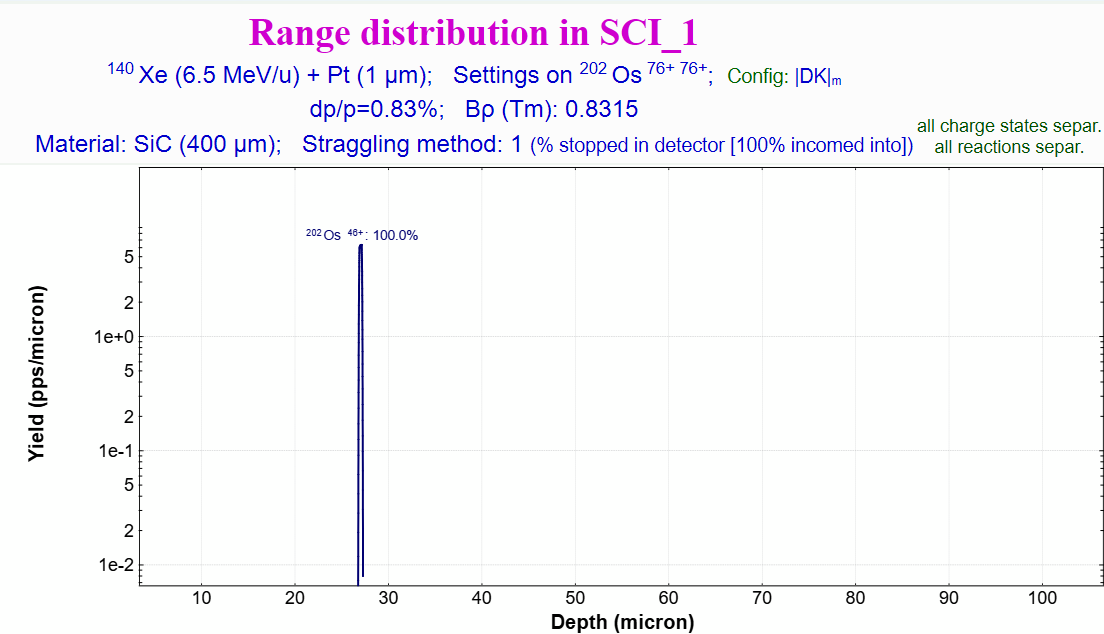 Range distribution in SCI_1
140 Xe (6.5 MeV/u) + Pt (1 µm); Settings on 202 Os 76+ 76+; Config: |DK|m
dp/p=0.83%; Bρ (Tm): 0.8315
all charge states separ.
Material: SiC (400 µm); Straggling method: 1 (% stopped in detector [100% incomed into])
all reactions separ.
202 Os 46+: 100.0%
5
2
1e+0
5
2
1e-1
5
2
1e-2
Yield (pps/micron)
10 20 30 40 50 60 70 80 90 100
Depth (micron)